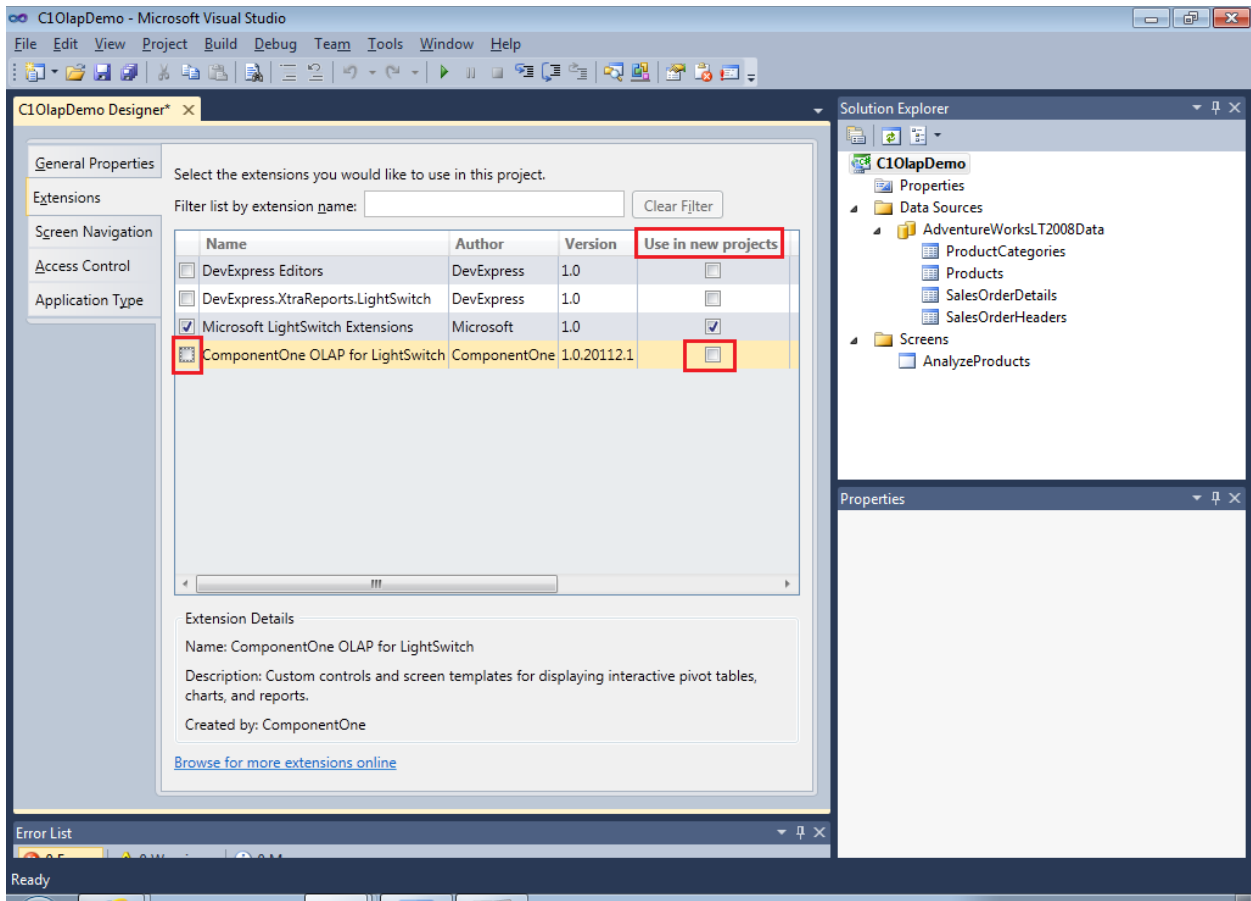 C1OlapDemo - Microsoft Visual Studio
File Edit View Project Build Debug Team Tools Window Help
C1OlapDemo Designer*
Solution Explorer
General Properties
Extensions
Screen Navigation
Access Control
Application Type
Select the extensions you would like to use in this project.
Filter list by extension name:
Clear Filter
Name Author Version Use in new projects
DevExpress Editors DevExpress 1.0
DevExpress.XtraReports.LightSwitch DevExpress 1.0
Microsoft LightSwitch Extensions Microsoft 1.0
ComponentOne OLAP for LightSwitch ComponentOne 1.0.20112.1
Extension Details
Name: ComponentOne OLAP for LightSwitch
Description: Custom controls and screen templates for displaying interactive pivot tables,
charts, and reports.
Created by: ComponentOne
Browse for more extensions online
C1OlapDemo
Properties
Data Sources
AdventureWorksLT2008Data
ProductCategories
Products
SalesOrderDetails
SalesOrderHeaders
Screens
AnalyzeProducts
Properties
Error List
Ready